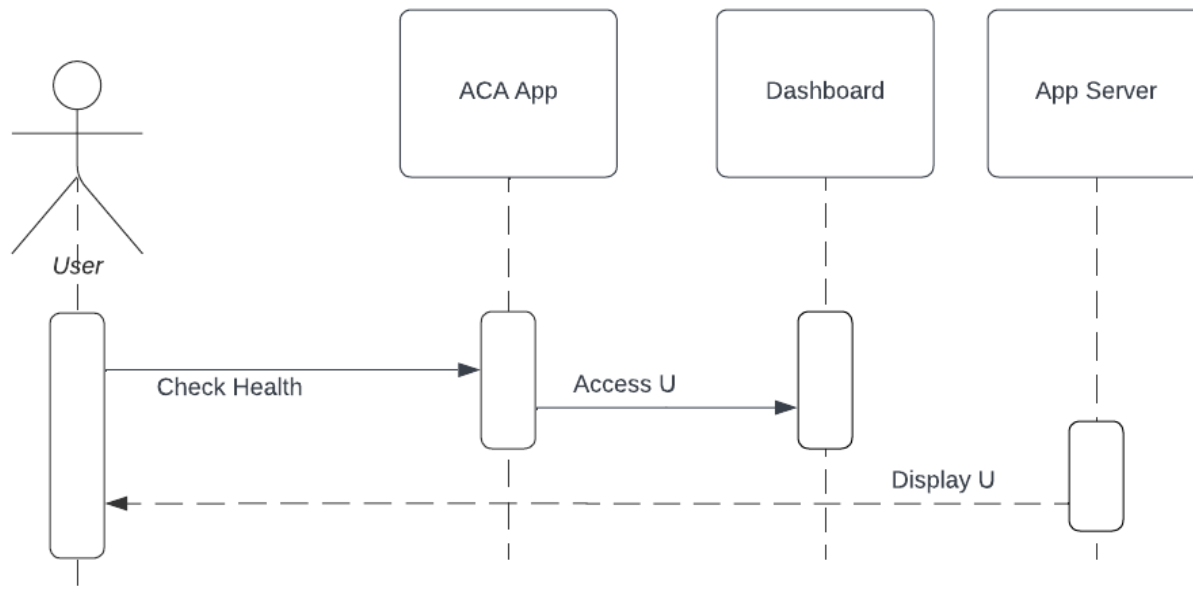 ACA App
Dashboard
App Server
User
Check Health
Access U
Display U